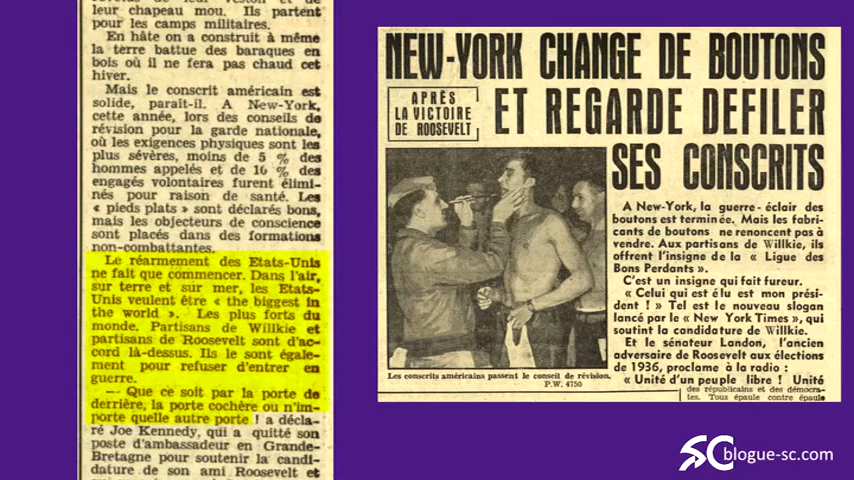 leur chapeau mou. Ils partent
pour les camps militaires.
En hâte on a construit à même
la terre battue des baraques en
bois où il ne fera pas chaud cet
hiver.
Mais le conscrit américain est
solide, paraît-il. A New-York,
cette année, lors des conseils de
révision pour la garde nationale,
où les exigences physiques sont les
plus sévères, moins de 5 % des
hommes appelés et de 16 % des
engagés volontaires furent élimi-
nés pour raison de santé. Les
« pieds plats » sont déclarés bons,
mais les objecteurs de conscience
sont placés dans des formations
non-combattantes.
Le réarmement des Etats-Unis
ne fait que commencer. Dans l'air,
sur terre et sur mer, les Etats-
Unis veulent être « the biggest in
the world ». Les plus forts du
monde. Partisans de Willkie et
partisans de Roosevelt sont d'ac-
cord là-dessus. Ils le sont égale-
ment pour refuser d'entrer en
guerre.
— Que ce soit par la porte de
derrière, la porte cochère ou n'im-
porte quelle autre porte ! a décla-
ré Joe Kennedy, qui a quitté son
poste d'ambassadeur en Grande-
Bretagne pour soutenir la candi-
dature de son ami Roosevelt et
NEW-YORK CHANGE DE BOUTONS
APRÈS
LA VICTOIRE
DE ROOSEVELT
ET REGARDE DEFILER
SES CONSCRITS
A New-York, la guerre-éclair des
boutons est terminée. Mais les fabri-
cants de boutons ne renoncent pas à
vendre. Aux partisans de Willkie, ils
offrent l'insigne de la « Ligue des
Bons Perdants ».
C'est un insigne qui fait fureur.
« Celui qui est élu est mon prési-
dent ! » Tel est le nouveau slogan
lancé par le « New York Times », qui
soutint la candidature de Willkie.
Et le sénateur Landon, l'ancien
adversaire de Roosevelt aux élections
de 1936, proclame à la radio :
« Unité d'un peuple libre ! Unité
des républicains et des démocra-
tes. Tous épaule contre épaule
Les conscrits américains passent le conseil de révision.
P.W. 4750
SC blogue-sc.com